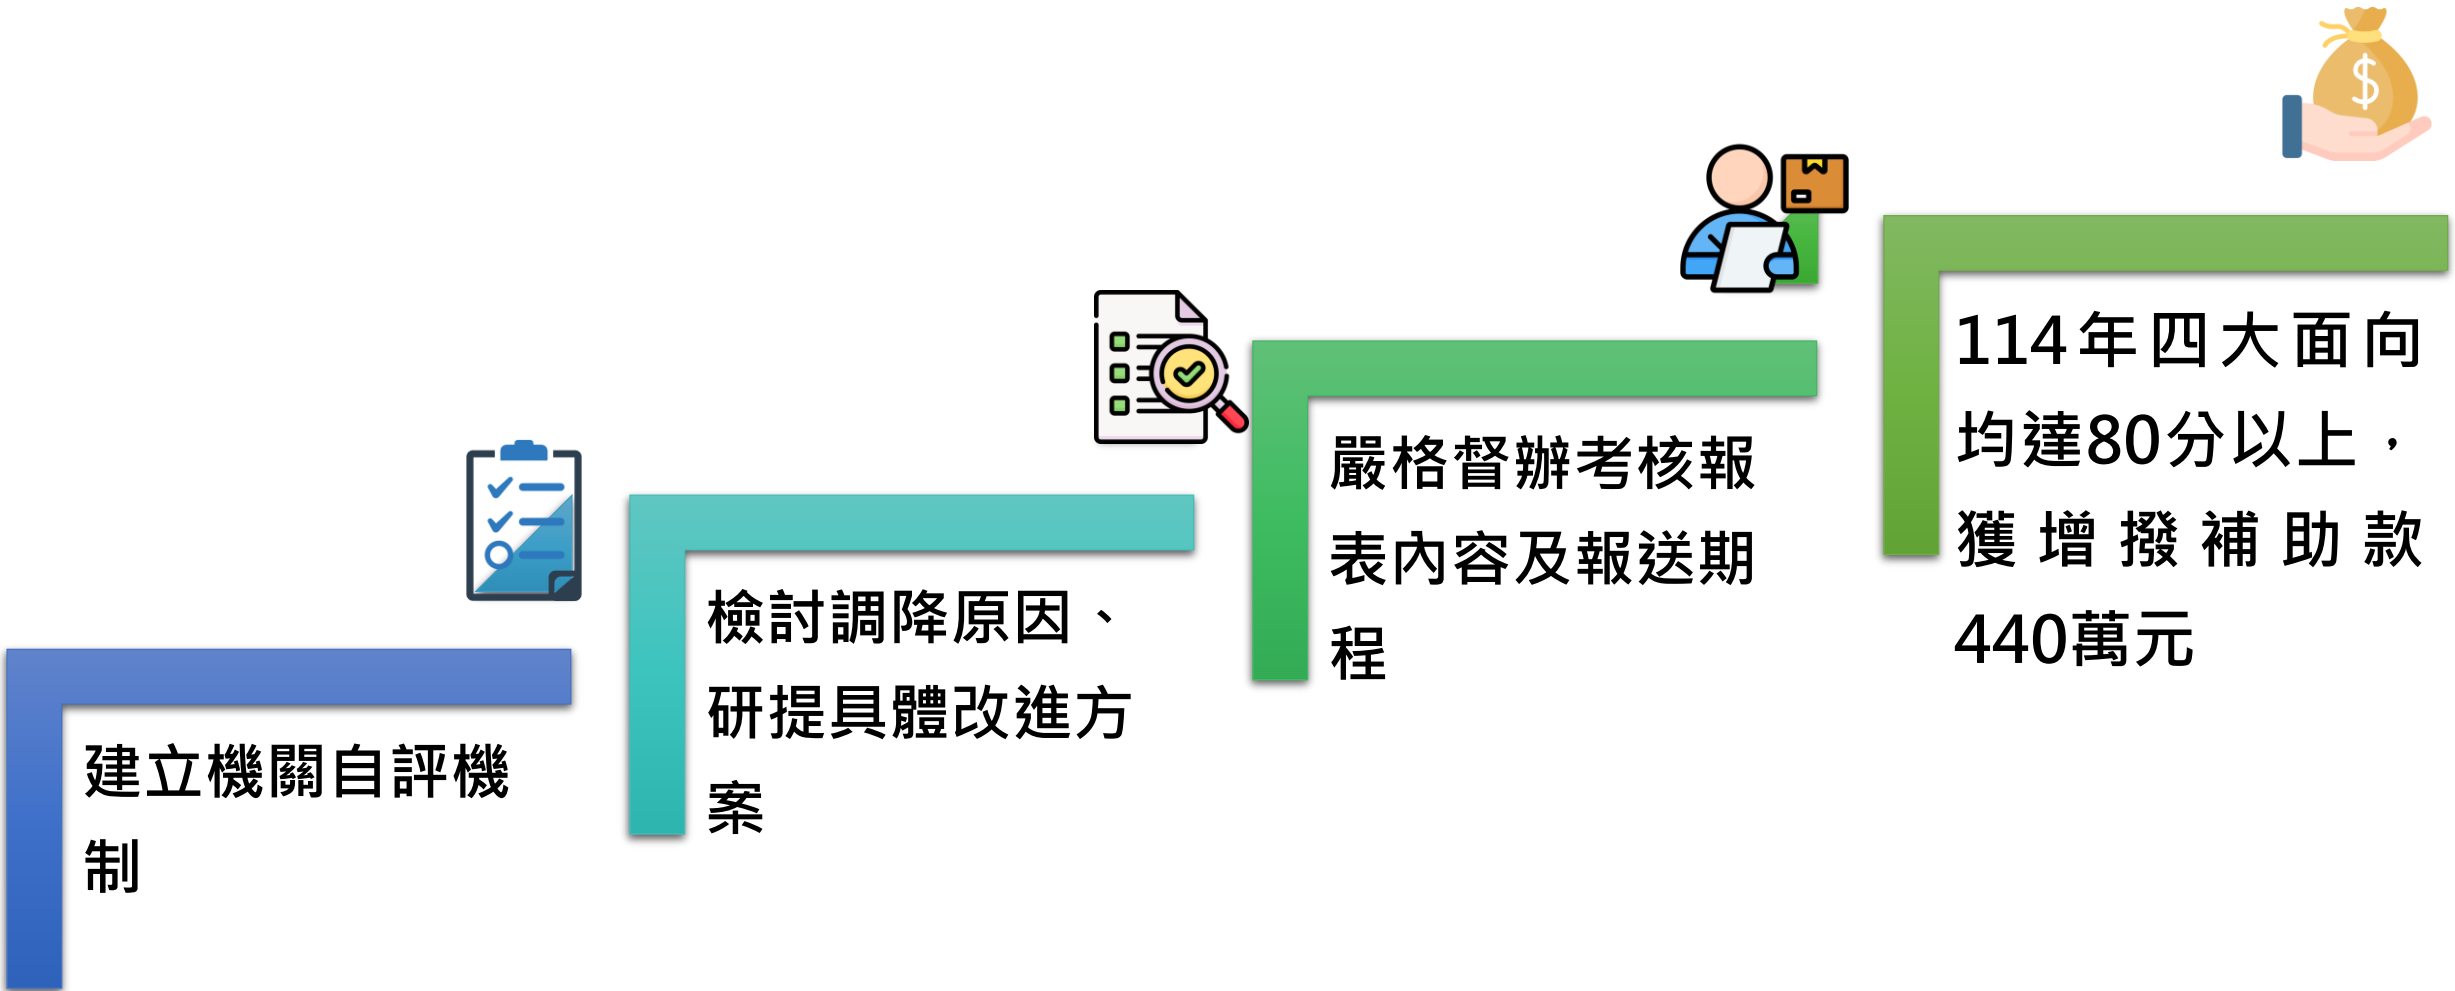 建立機關自評機
制
檢討調降原因、
研提具體改進方
案
嚴格督辦考核報
表內容及報送期
程
114年四大面向
均達80分以上，
獲增撥補助款
440萬元